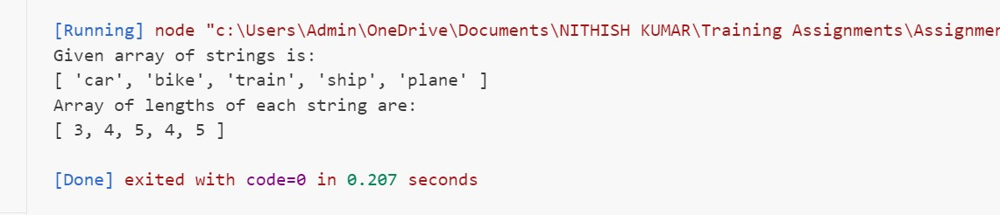 [Running] node "c:\Users\Admin\OneDrive\Documents\NITHISH KUMAR\Training Assignments\Assignmer
Given array of strings is:
[ 'car', 'bike', 'train', 'ship', 'plane' ]
Array of lengths of each string are:
[ 3, 4, 5, 4, 5 ]
[Done] exited with code=0 in 0.207 seconds